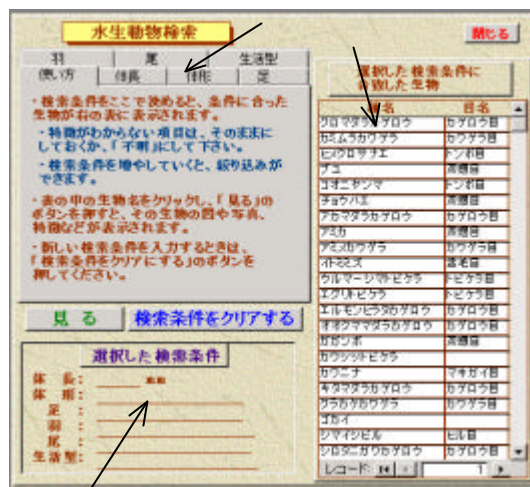 水生動物検索
閉じる
羽 尾 生活型
使い方 体長 体形 足
・検索条件をここで決めると、条件に合った
生物が右の表に表示されます。
・特徴がわからない項目は、そのままに
しておくか、「不明」にして下さい。
・検索条件を増やしていくと、絞り込みが
できます。
・表の中の生物名をクリックし、「見る」の
ボタンを押すと、その生物の図や写真、
特徴などが表示されます。
・新しい検索条件を入力するときは、
「検索条件をクリアにする」のボタンを
押してください。
見る 検索条件をクリアする
選択した検索条件
体 長: mm
体 形:
足:
羽:
尾:
生活型:
選択した検索条件に
合致した生物
名 目名
クロマダラカゲロウ カゲロウ目
カミムラカワゲラ カワゲラ目
ヒメクロサナエ トンボ目
ブユ 双翅目
コオニヤンマ トンボ目
チョウバエ 双翅目
アカマダラカゲロウ カゲロウ目
アミカ 双翅目
アミメカワゲラ カワゲラ目
イトミミズ 貧毛目
ウルマーシマトビケラ トビケラ目
エグリトビケラ トビケラ目
エルモンヒラタカゲロウ カゲロウ目
オオクママダラカゲロウ カゲロウ目
ガガンボ 双翅目
カクツツトビケラ
カワニナ マキガイ目
キタマダラカゲロウ カゲロウ目
クラカケカワゲラ カワゲラ目
ゴカイ
シマイシビル ヒル目
シロタニガワカゲロウ カゲロウ目
レコード: 1